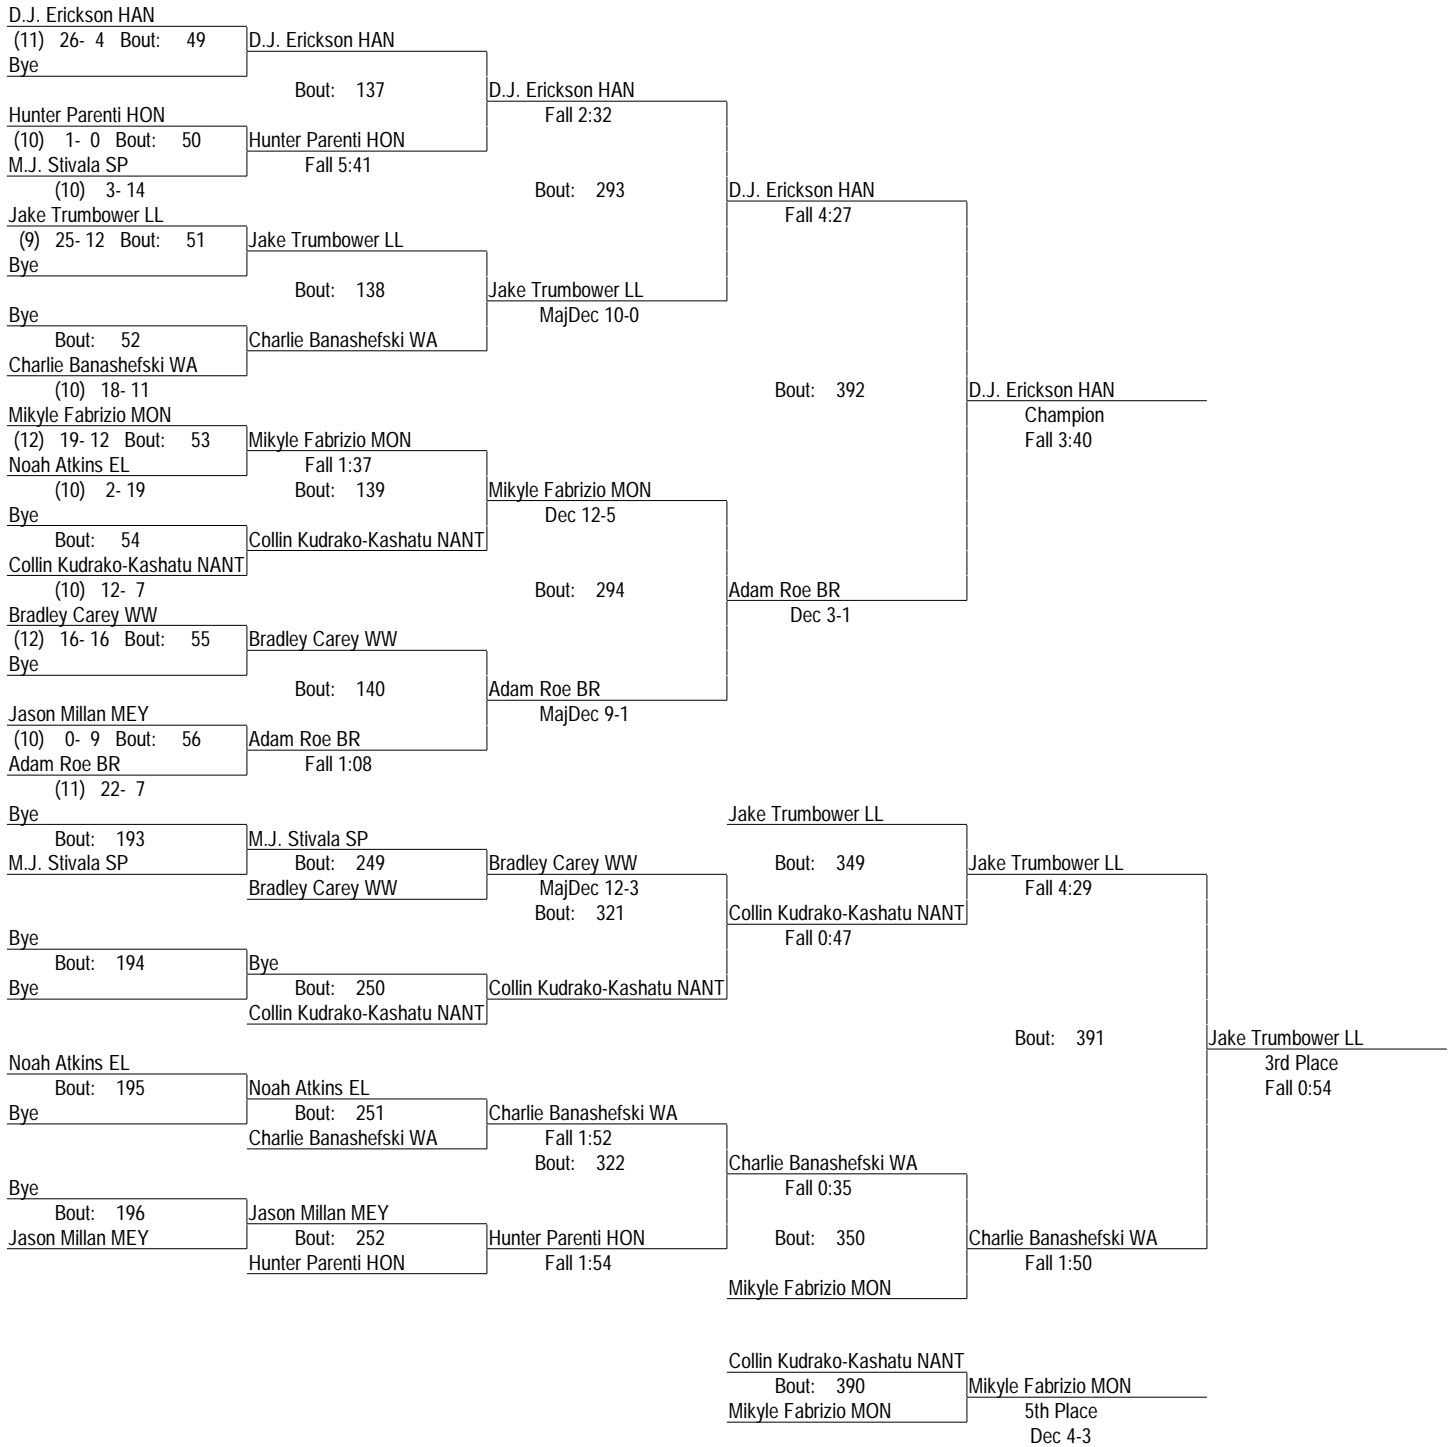 D.J. Erickson HAN
(11) 26- 4 Bout: 49 D.J. Erickson HAN
Bye
Bout: 137 D.J. Erickson HAN
Hunter Parenti HON Fall 2:32
(10) 1- 0 Bout: 50 Hunter Parenti HON
M.J. Stivala SP Fall 5:41
(10) 3- 14 Bout: 293 D.J. Erickson HAN
Jake Trumbower LL Fall 4:27
(9) 25- 12 Bout: 51 Jake Trumbower LL
Bye
Bout: 138 Jake Trumbower LL
Bye MajDec 10-0
Bout: 52 Charlie Banashefski WA
Charlie Banashefski WA
(10) 18- 11 Bout: 392 D.J. Erickson HAN
Mikyle Fabrizio MON Champion
(12) 19- 12 Bout: 53 Mikyle Fabrizio MON Fall 3:40
Noah Atkins EL Fall 1:37
(10) 2- 19 Bout: 139 Mikyle Fabrizio MON
Bye Dec 12-5
Bout: 54 Collin Kudrako-Kashatu NANT
Collin Kudrako-Kashatu NANT
(10) 12- 7 Bout: 294 Adam Roe BR
Bradley Carey WW Dec 3-1
(12) 16- 16 Bout: 55 Bradley Carey WW
Bye
Bout: 140 Adam Roe BR
Jason Millan MEY MajDec 9-1
(10) 0- 9 Bout: 56 Adam Roe BR
Adam Roe BR Fall 1:08
(11) 22- 7
Bye Jake Trumbower LL
Bout: 193 M.J. Stivala SP
M.J. Stivala SP Bout: 249 Bradley Carey WW Bout: 349 Jake Trumbower LL
Bradley Carey WW MajDec 12-3 Fall 4:29
Bout: 321 Collin Kudrako-Kashatu NANT
Bye Fall 0:47
Bout: 194 Bye
Bye Bout: 250 Collin Kudrako-Kashatu NANT
Collin Kudrako-Kashatu NANT
Bout: 391 Jake Trumbower LL
Noah Atkins EL 3rd Place
Bout: 195 Noah Atkins EL Fall 0:54
Bye Bout: 251 Charlie Banashefski WA
Charlie Banashefski WA Fall 1:52
Bout: 322 Charlie Banashefski WA
Bye Fall 0:35
Bout: 196 Jason Millan MEY
Jason Millan MEY Bout: 252 Hunter Parenti HON Bout: 350 Charlie Banashefski WA
Hunter Parenti HON Fall 1:54 Fall 1:50
Mikyle Fabrizio MON
Collin Kudrako-Kashatu NANT
Bout: 390 Mikyle Fabrizio MON
Mikyle Fabrizio MON 5th Place
Dec 4-3